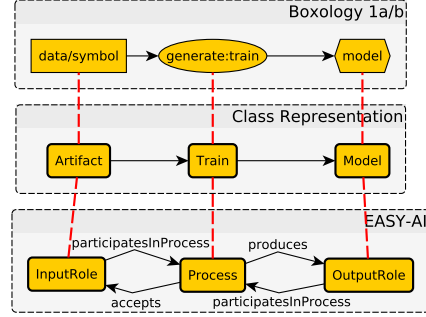 Boxology 1a/b
data/symbol generate:train model
Class Representation
Artifact Train Model
EASY-AI
participatesInProcess produces
InputRole Process OutputRole
accepts participatesInProcess